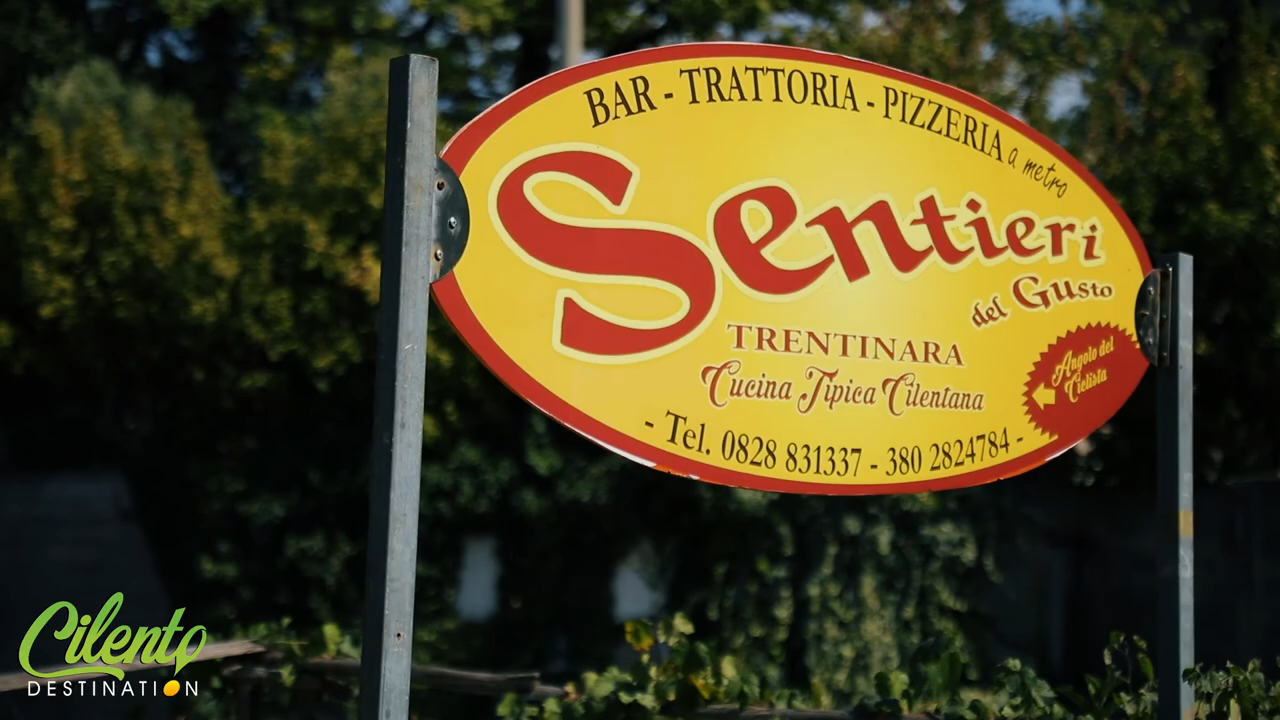 BAR - TRATTORIA - PIZZERIA a metro
Sentieri
del Gusto
TRENTINARA
Cucina Tipica Cilentana
Angolo del
Ciclista
- Tel. 0828 831337 - 380 2824784 -
Cilento
DESTINATION